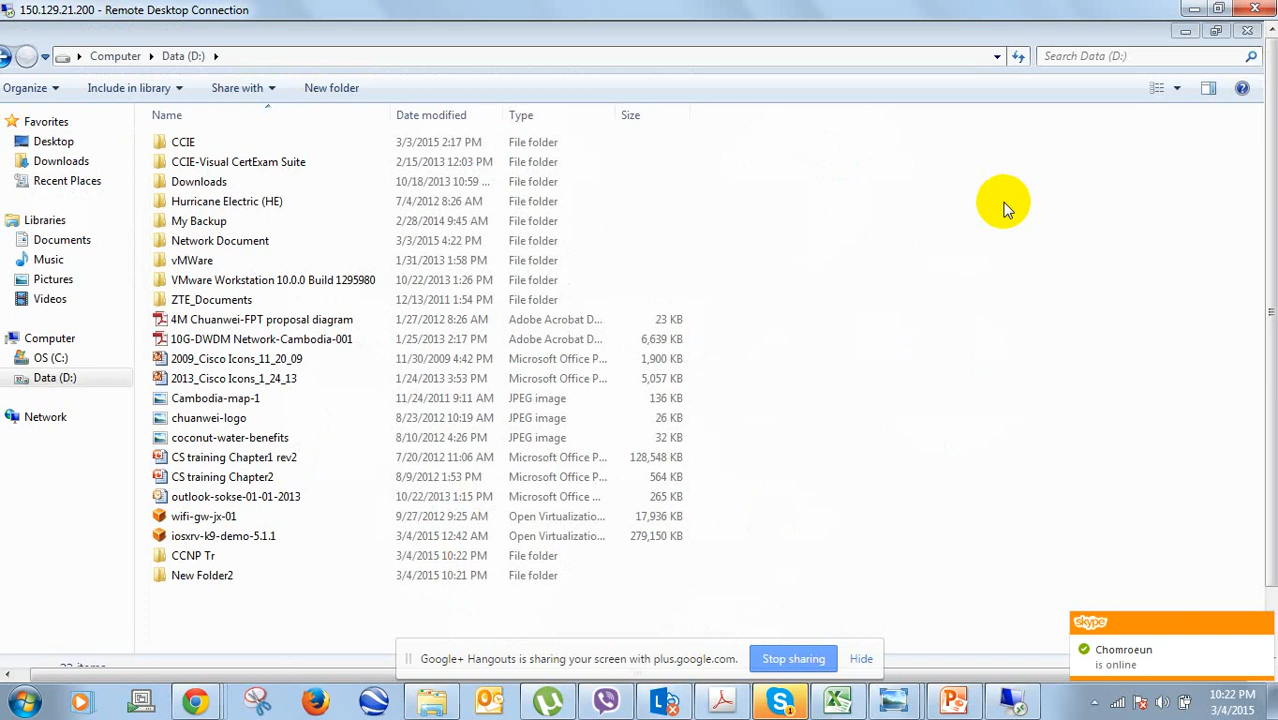 150.129.21.200 - Remote Desktop Connection
Computer Data (D:) Search Data (D:)
Organize Include in library Share with New folder
Name Date modified Type Size
Favorites
Desktop
Downloads
Recent Places
Libraries
Documents
Music
Pictures
Videos
Computer
OS (C:)
Data (D:)
Network
CCIE 3/3/2015 2:17 PM File folder
CCIE-Visual CertExam Suite 2/15/2013 12:03 PM File folder
Downloads 10/18/2013 10:59 ... File folder
Hurricane Electric (HE) 7/4/2012 8:26 AM File folder
My Backup 2/28/2014 9:45 AM File folder
Network Document 3/3/2015 4:22 PM File folder
vMWare 1/31/2013 1:58 PM File folder
VMware Workstation 10.0.0 Build 1295980 10/22/2013 1:26 PM File folder
ZTE_Documents 12/13/2011 1:54 PM File folder
4M Chuanwei-FPT proposal diagram 1/27/2012 8:26 AM Adobe Acrobat D... 23 KB
10G-DWDM Network-Cambodia-001 1/25/2013 2:17 PM Adobe Acrobat D... 6,639 KB
2009_Cisco Icons_11_20_09 11/30/2009 4:42 PM Microsoft Office P... 1,900 KB
2013_Cisco Icons_1_24_13 1/24/2013 3:53 PM Microsoft Office P... 5,057 KB
Cambodia-map-1 11/24/2011 9:11 AM JPEG image 136 KB
chuanwei-logo 8/23/2012 10:19 AM JPEG image 26 KB
coconut-water-benefits 8/10/2012 4:26 PM JPEG image 32 KB
CS training Chapter1 rev2 7/20/2012 11:06 AM Microsoft Office P... 128,548 KB
CS training Chapter2 8/9/2012 1:53 PM Microsoft Office P... 564 KB
outlook-sokse-01-01-2013 10/22/2013 1:15 PM Microsoft Office ... 265 KB
wifi-gw-jx-01 9/27/2012 9:25 AM Open Virtualizatio... 17,936 KB
iosxrv-k9-demo-5.1.1 3/4/2015 12:42 AM Open Virtualizatio... 279,150 KB
CCNP Tr 3/4/2015 10:22 PM File folder
New Folder2 3/4/2015 10:21 PM File folder
skype
Chomroeun
is online
Google+ Hangouts is sharing your screen with plus.google.com. Stop sharing Hide
10:22 PM
3/4/2015